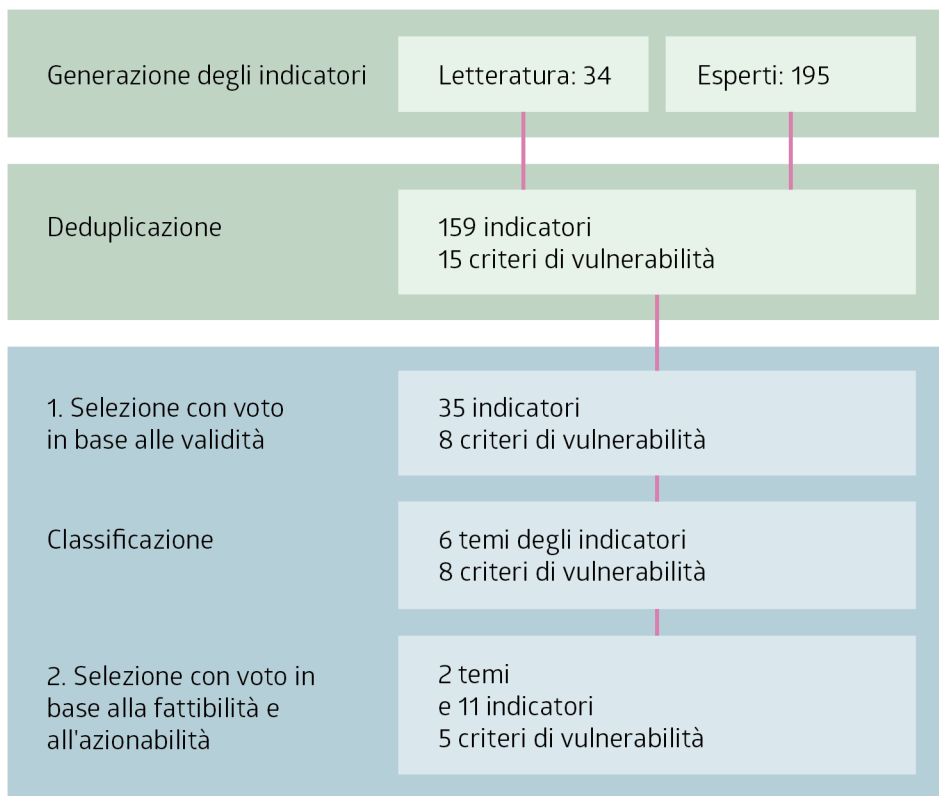 Generazione degli indicatori
Letteratura: 34
Esperti: 195
Deduplicazione
159 indicatori
15 criteri di vulnerabilità
1. Selezione con voto
in base alle validità
35 indicatori
8 criteri di vulnerabilità
Classificazione
6 temi degli indicatori
8 criteri di vulnerabilità
2. Selezione con voto in
base alla fattibilità e
all'azionabilità
2 temi
e 11 indicatori
5 criteri di vulnerabilità